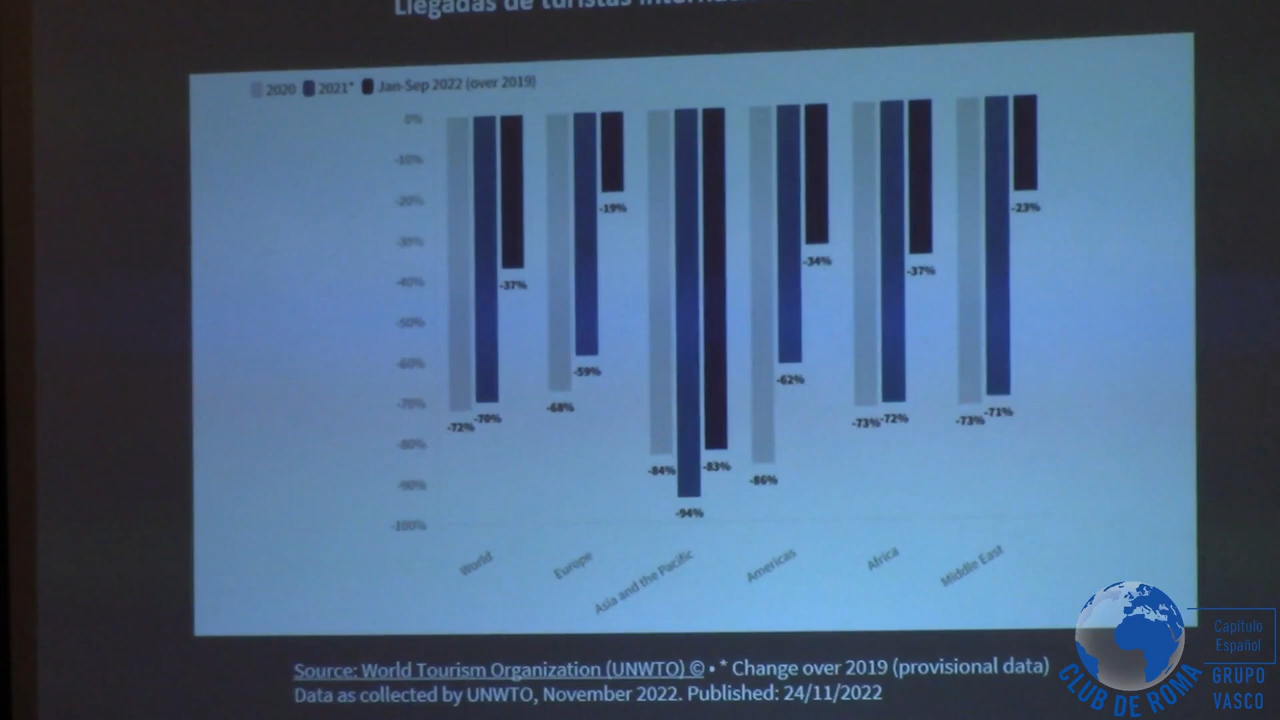 Llegadas de turistas
2020 2021* Jan-Sep 2022 (over 2019)
0%
-10%
-20%
-30%
-40%
-50%
-60%
-70%
-80%
-90%
-100%
-72% -70% -37%
-68% -59% -19%
-84% -94% -83%
-86% -62% -34%
-73% -72% -37%
-73% -71% -23%
World
Europe
Asia and the Pacific
Americas
Africa
Middle East
Source: World Tourism Organization (UNWTO) © • * Change over 2019 (provisional data)
Data as collected by UNWTO, November 2022. Published: 24/11/2022
CLUB DE ROMA
Capítulo
Español
GRUPO
VASCO